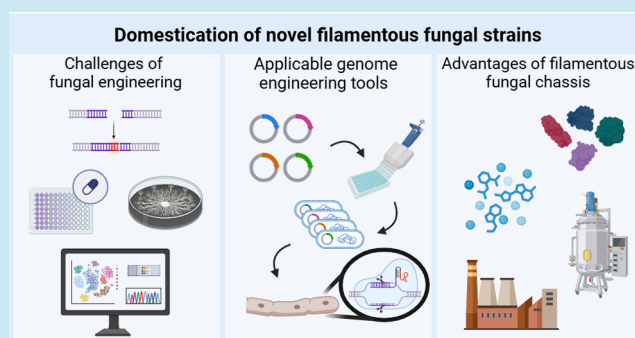 Domestication of novel filamentous fungal strains
Challenges of
fungal engineering
Applicable genome
engineering tools
Advantages of filamentous
fungal chassis